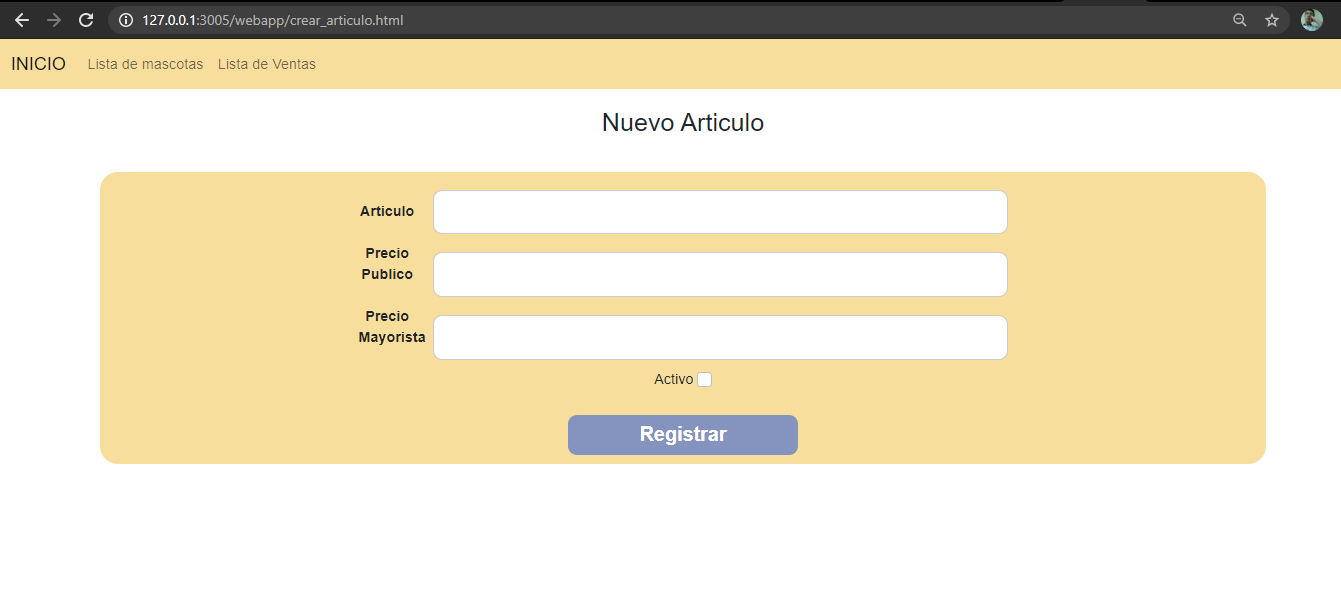 127.0.0.1:3005/webapp/crear_articulo.html
INICIO Lista de mascotas Lista de Ventas
Nuevo Articulo
Articulo
Precio
Publico
Precio
Mayorista
Activo
Registrar